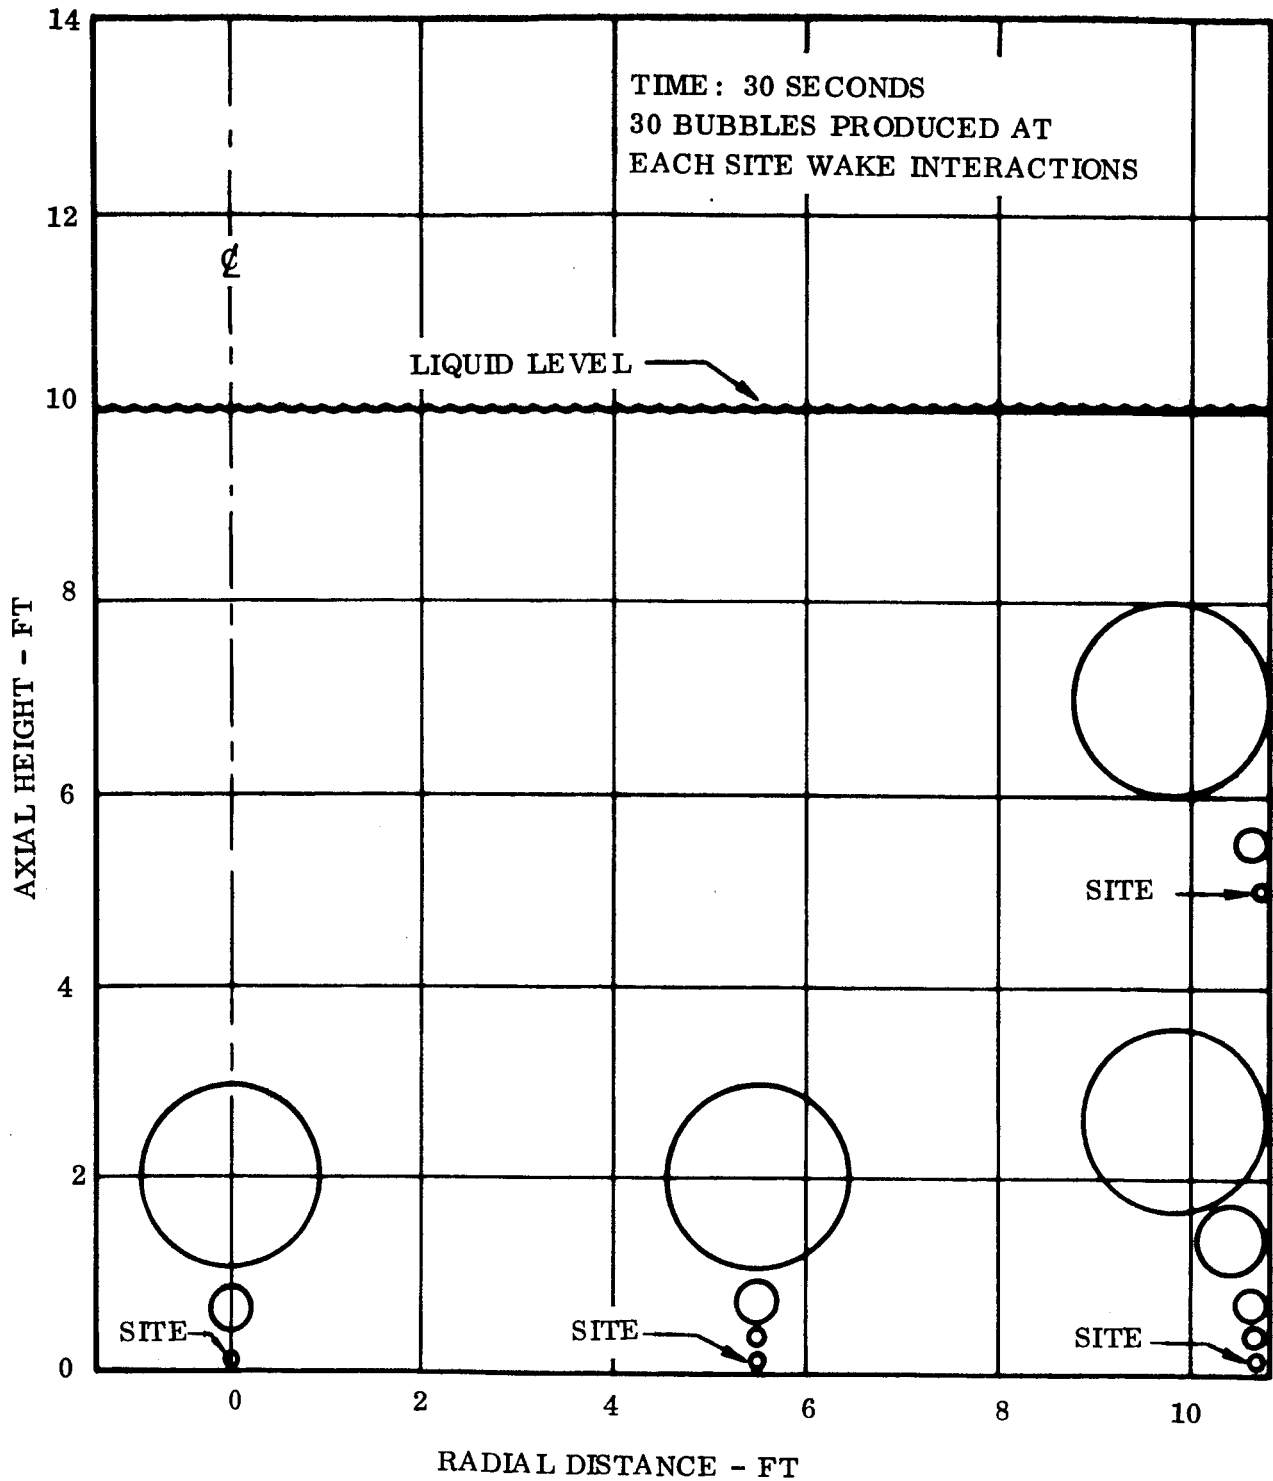 14
TIME: 30 SECONDS
30 BUBBLES PRODUCED AT
EACH SITE WAKE INTERACTIONS
12
℄
LIQUID LEVEL
10
8
AXIAL HEIGHT - FT
6
SITE
4
2
SITE
SITE
SITE
0
0
2
4
6
8
10
RADIAL DISTANCE - FT